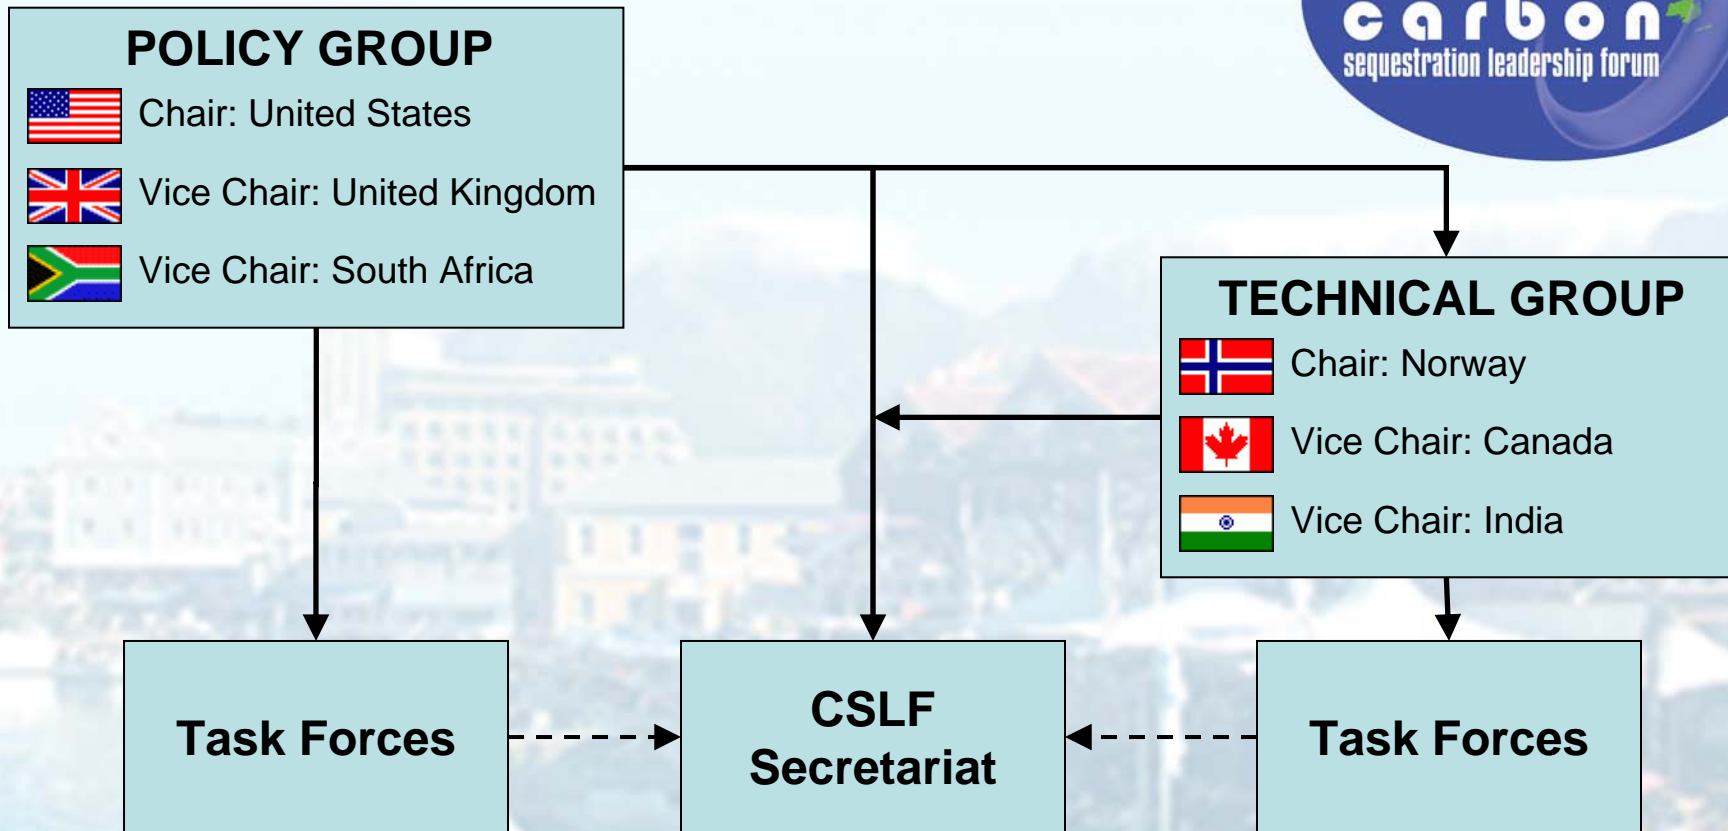 POLICY GROUP
Chair: United States
Vice Chair: United Kingdom
Vice Chair: South Africa
carbon
sequestration leadership forum
TECHNICAL GROUP
Chair: Norway
Vice Chair: Canada
Vice Chair: India
Task Forces
CSLF
Secretariat
Task Forces